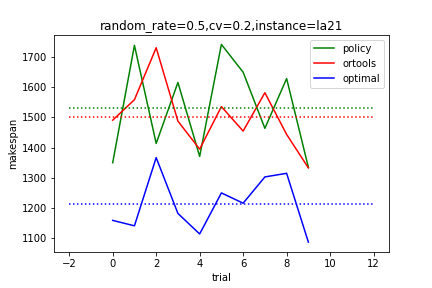 random_rate=0.5,cv=0.2,instance=la21
policy
ortools
optimal
1700
1600
1500
1400
1300
1200
1100
makespan
−2 0 2 4 6 8 10 12
trial